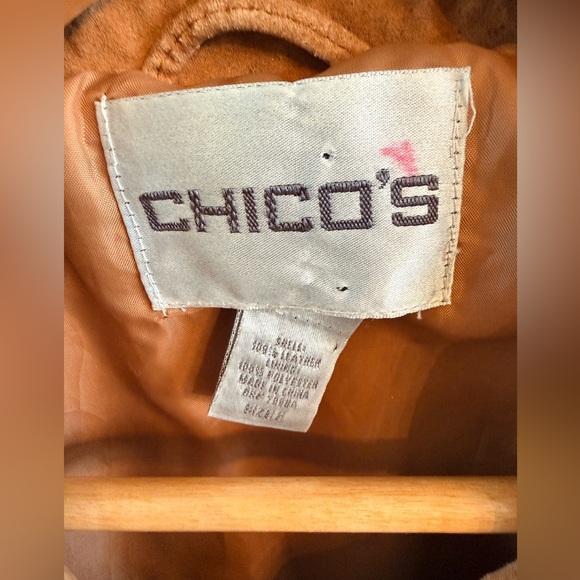 CHICO'S
SHELL:
100% LEATHER
LINING:
100% POLYESTER
MADE IN CHINA